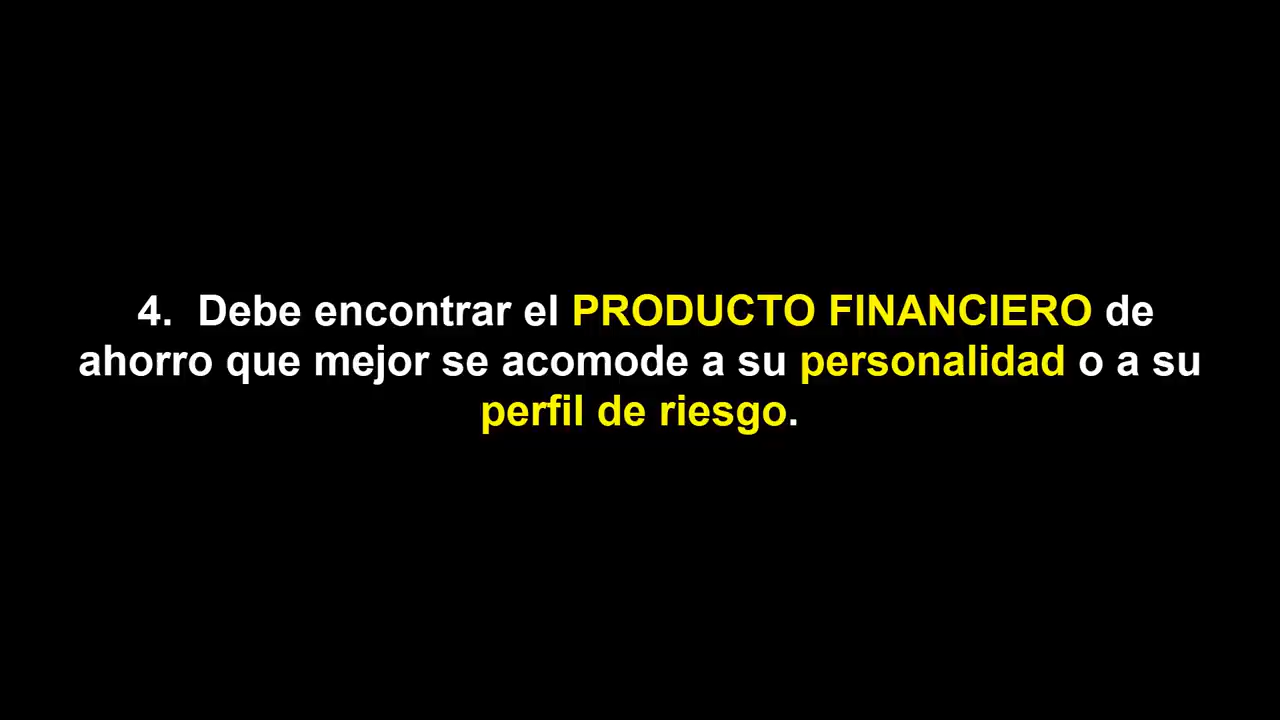 4.  Debe encontrar el PRODUCTO FINANCIERO de
ahorro que mejor se acomode a su personalidad o a su
perfil de riesgo.